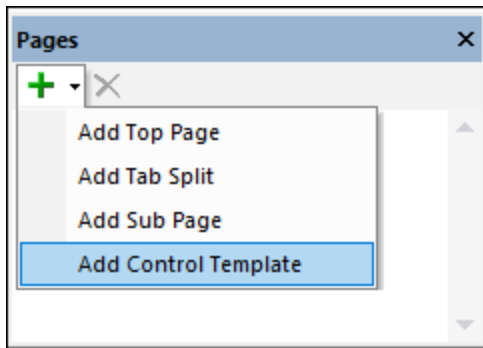 Pages
Add Top Page
Add Tab Split
Add Sub Page
Add Control Template